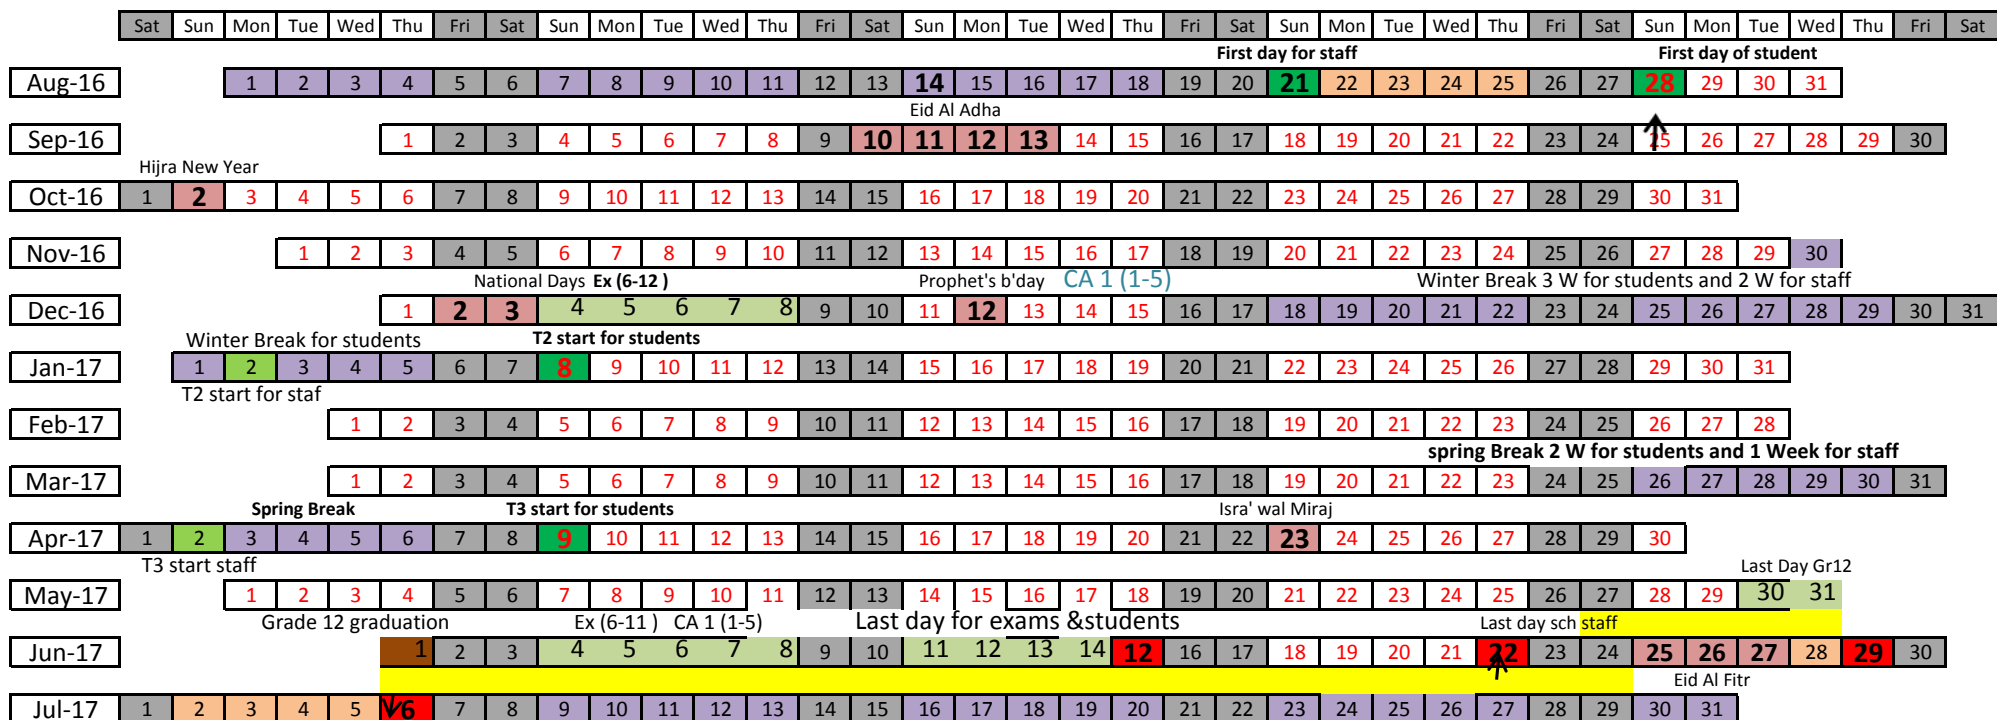 Sat Sun Mon Tue Wed Thu Fri Sat Sun Mon Tue Wed Thu Fri Sat Sun Mon Tue Wed Thu Fri Sat Sun Mon Tue Wed Thu Fri Sat Sun Mon Tue Wed Thu Fri Sat
First day for staff First day of student
Aug-16 1 2 3 4 5 6 7 8 9 10 11 12 13 14 15 16 17 18 19 20 21 22 23 24 25 26 27 28 29 30 31
Eid Al Adha
Sep-16 1 2 3 4 5 6 7 8 9 10 11 12 13 14 15 16 17 18 19 20 21 22 23 24 25 26 27 28 29 30
Hijra New Year
Oct-16 1 2 3 4 5 6 7 8 9 10 11 12 13 14 15 16 17 18 19 20 21 22 23 24 25 26 27 28 29 30 31
Nov-16 1 2 3 4 5 6 7 8 9 10 11 12 13 14 15 16 17 18 19 20 21 22 23 24 25 26 27 28 29 30
National Days Ex (6-12 ) Prophet's b'day CA 1 (1-5) Winter Break 3 W for students and 2 W for staff
Dec-16 1 2 3 4 5 6 7 8 9 10 11 12 13 14 15 16 17 18 19 20 21 22 23 24 25 26 27 28 29 30 31
Winter Break for students T2 start for students
Jan-17 1 2 3 4 5 6 7 8 9 10 11 12 13 14 15 16 17 18 19 20 21 22 23 24 25 26 27 28 29 30 31
T2 start for staf
Feb-17 1 2 3 4 5 6 7 8 9 10 11 12 13 14 15 16 17 18 19 20 21 22 23 24 25 26 27 28
spring Break 2 W for students and 1 Week for staff
Mar-17 1 2 3 4 5 6 7 8 9 10 11 12 13 14 15 16 17 18 19 20 21 22 23 24 25 26 27 28 29 30 31
Spring Break T3 start for students Isra' wal Miraj
Apr-17 1 2 3 4 5 6 7 8 9 10 11 12 13 14 15 16 17 18 19 20 21 22 23 24 25 26 27 28 29 30
T3 start staff Last Day Gr12
May-17 1 2 3 4 5 6 7 8 9 10 11 12 13 14 15 16 17 18 19 20 21 22 23 24 25 26 27 28 29 30 31
Grade 12 graduation Ex (6-11 ) CA 1 (1-5) Last day for exams &students Last day sch staff
Jun-17 1 2 3 4 5 6 7 8 9 10 11 12 13 14 12 16 17 18 19 20 21 22 23 24 25 26 27 28 29 30
Eid Al Fitr
Jul-17 1 2 3 4 5 6 7 8 9 10 11 12 13 14 15 16 17 18 19 20 21 22 23 24 25 26 27 28 29 30 31